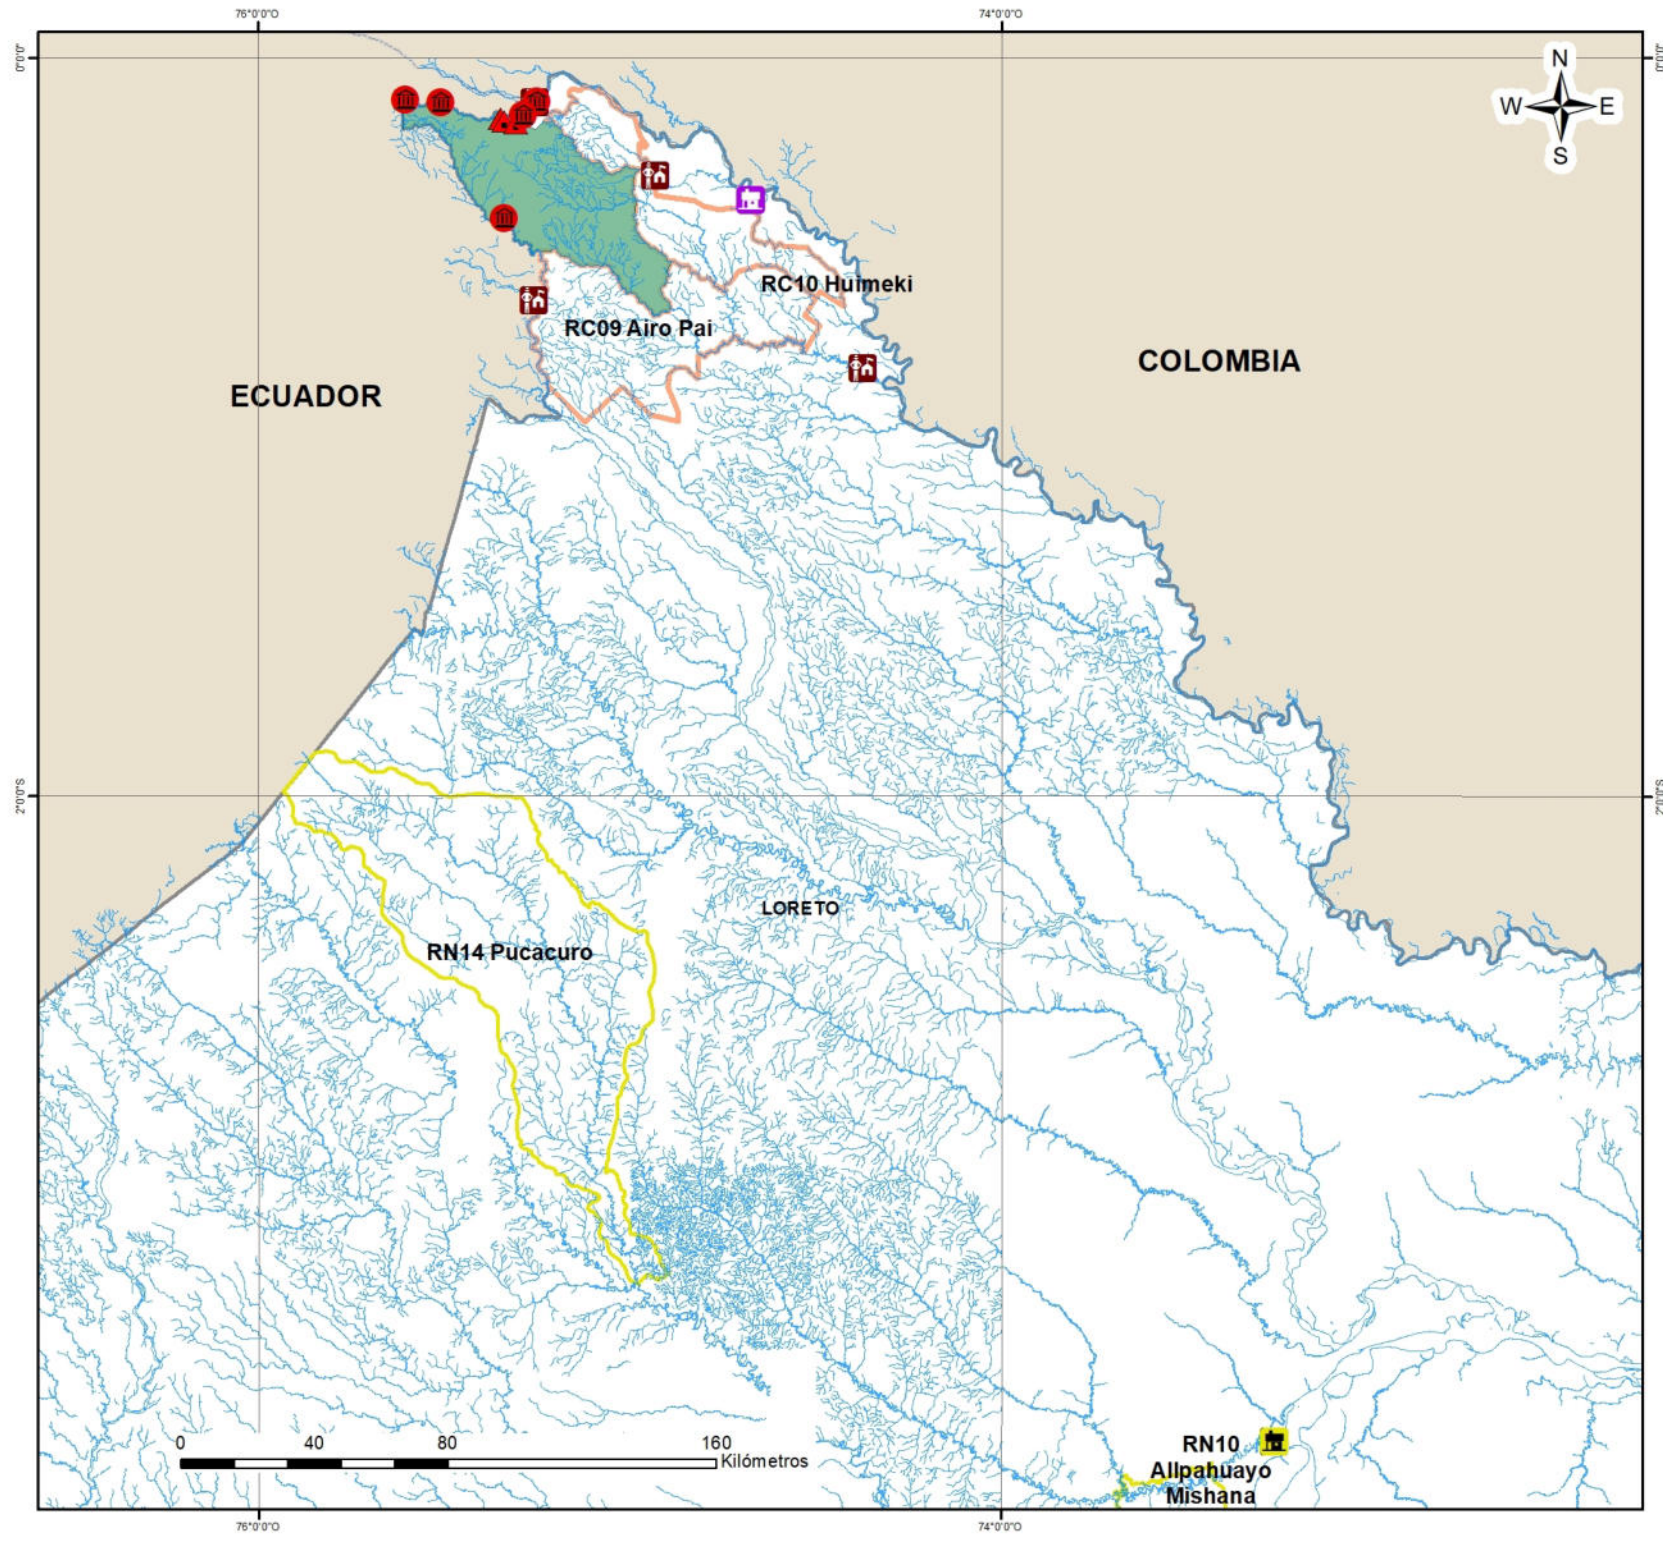 76°0'0"O
74°0'0"O
0°0'0"
0°0'0"
N
W
E
S
RC10 Huimeki
RC09 Airo Pai
COLOMBIA
ECUADOR
2°0'0"S
2°0'0"S
LORETO
RN14 Pucacuro
0
40
80
160
Kilómetros
RN10
Allpahuayo
Mishana
76°0'0"O
74°0'0"O